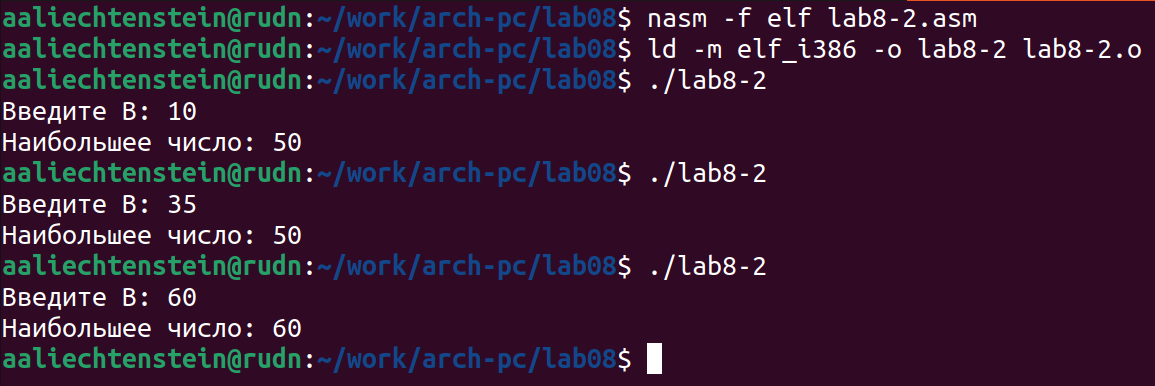 aaliechtenstein@rudn:~/work/arch-pc/lab08$ nasm -f elf lab8-2.asm
aaliechtenstein@rudn:~/work/arch-pc/lab08$ ld -m elf_i386 -o lab8-2 lab8-2.o
aaliechtenstein@rudn:~/work/arch-pc/lab08$ ./lab8-2
Введите B: 10
Наибольшее число: 50
aaliechtenstein@rudn:~/work/arch-pc/lab08$ ./lab8-2
Введите B: 35
Наибольшее число: 50
aaliechtenstein@rudn:~/work/arch-pc/lab08$ ./lab8-2
Введите B: 60
Наибольшее число: 60
aaliechtenstein@rudn:~/work/arch-pc/lab08$